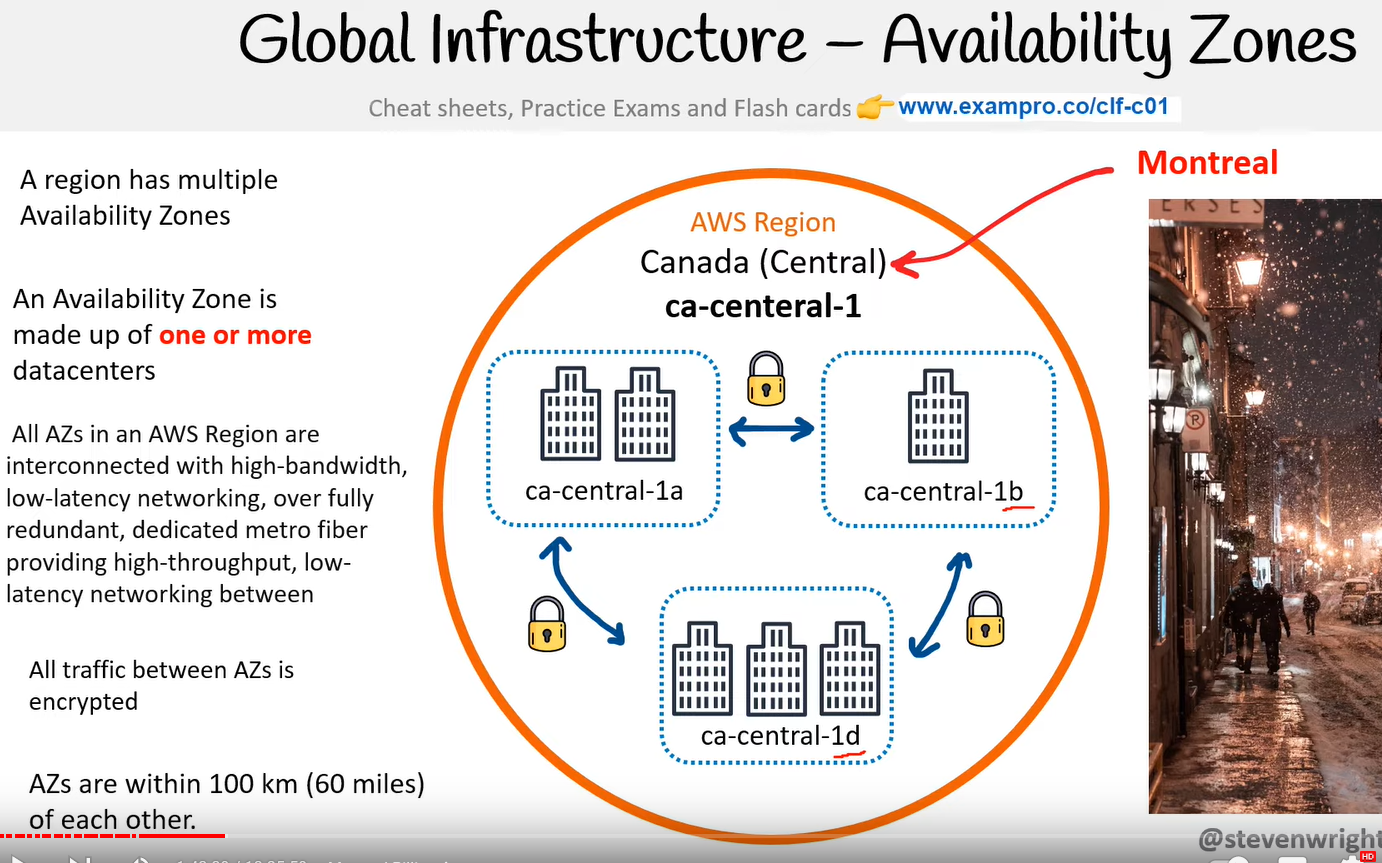 Global Infrastructure – Availability Zones
Cheat sheets, Practice Exams and Flash cards 👉 www.exampro.co/clf-c01
A region has multiple
Availability Zones
An Availability Zone is
made up of one or more
datacenters
All AZs in an AWS Region are
interconnected with high-bandwidth,
low-latency networking, over fully
redundant, dedicated metro fiber
providing high-throughput, low-
latency networking between
All traffic between AZs is
encrypted
AZs are within 100 km (60 miles)
of each other.
AWS Region
Canada (Central)
ca-centeral-1
ca-central-1a
ca-central-1b
ca-central-1d
Montreal
ERSES
P
@stevenwright
HD